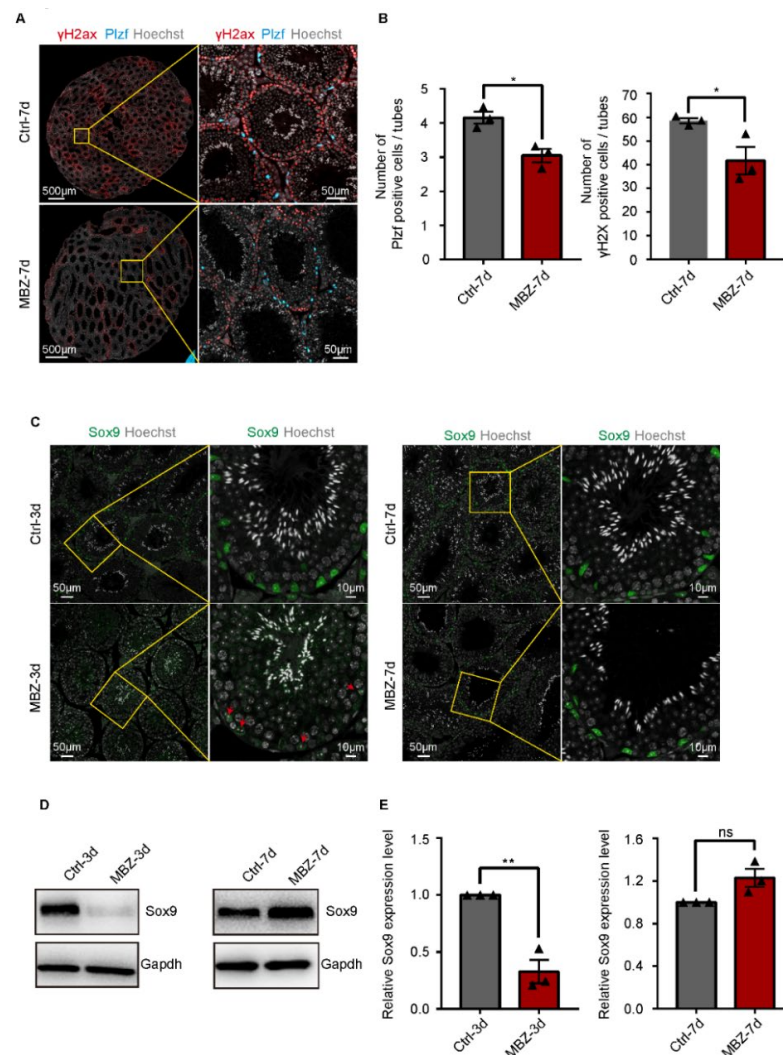 A
γH2ax Plzf Hoechst
γH2ax Plzf Hoechst
Ctrl-7d
500μm
50μm
MBZ-7d
500μm
50μm
B
Number of
Plzf positive cells / tubes
5
4
3
2
1
0
*
Ctrl-7d
MBZ-7d
Number of
γH2X positive cells / tubes
70
60
50
40
30
20
10
0
*
Ctrl-7d
MBZ-7d
C
Sox9 Hoechst
Sox9 Hoechst
Ctrl-3d
50μm
10μm
MBZ-3d
50μm
10μm
Sox9 Hoechst
Sox9 Hoechst
Ctrl-7d
50μm
10μm
MBZ-7d
50μm
10μm
D
Ctrl-3d
MBZ-3d
Sox9
Gapdh
Ctrl-7d
MBZ-7d
Sox9
Gapdh
E
Relative Sox9 expression level
1.5
1.0
0.5
0.0
**
Ctrl-3d
MBZ-3d
Relative Sox9 expression level
1.6
1.2
0.8
0.4
0.0
ns
Ctrl-7d
MBZ-7d